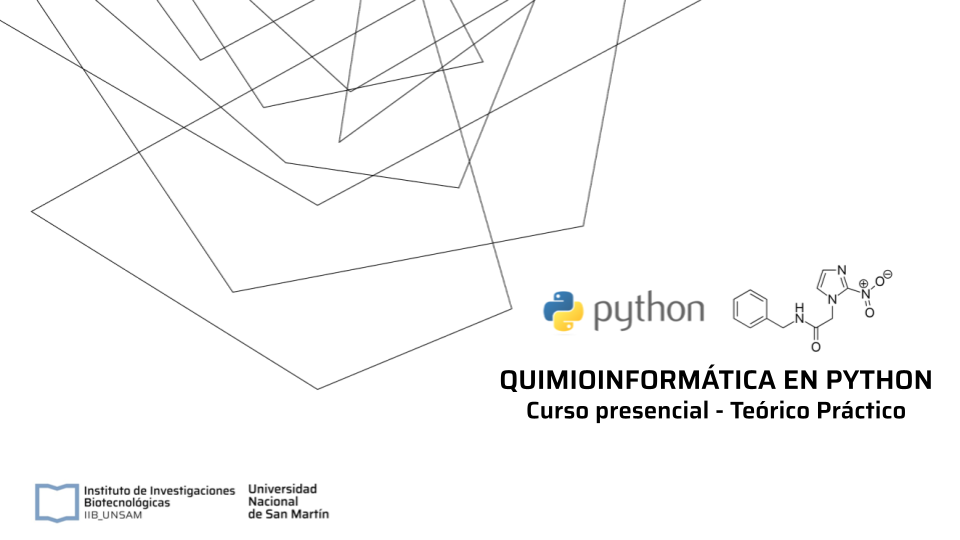 python
N
N
H
N
O
N
⊕
O
⊖
O
QUIMIOINFORMÁTICA EN PYTHON
Curso presencial - Teórico Práctico
Instituto de Investigaciones
Biotecnológicas
IIB_UNSAM
Universidad
Nacional
de San Martín